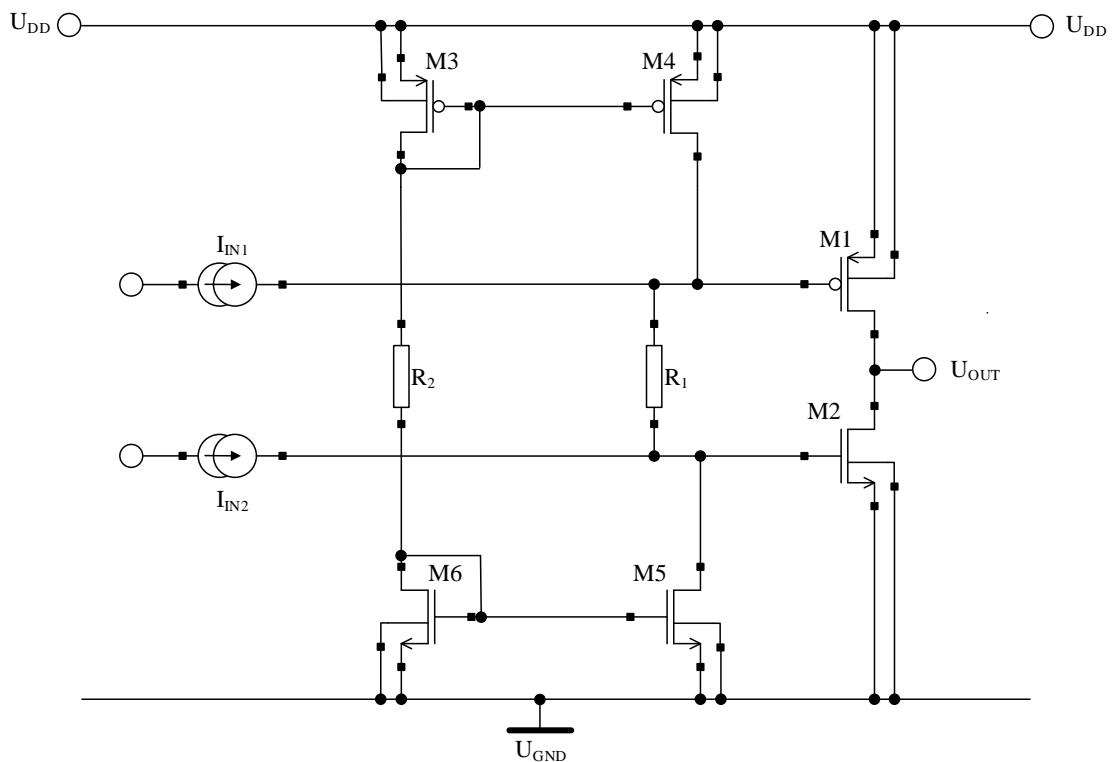 U_DD
U_DD
M3
M4
M1
I_IN1
R_2
R_1
U_OUT
M2
I_IN2
M6
M5
U_GND